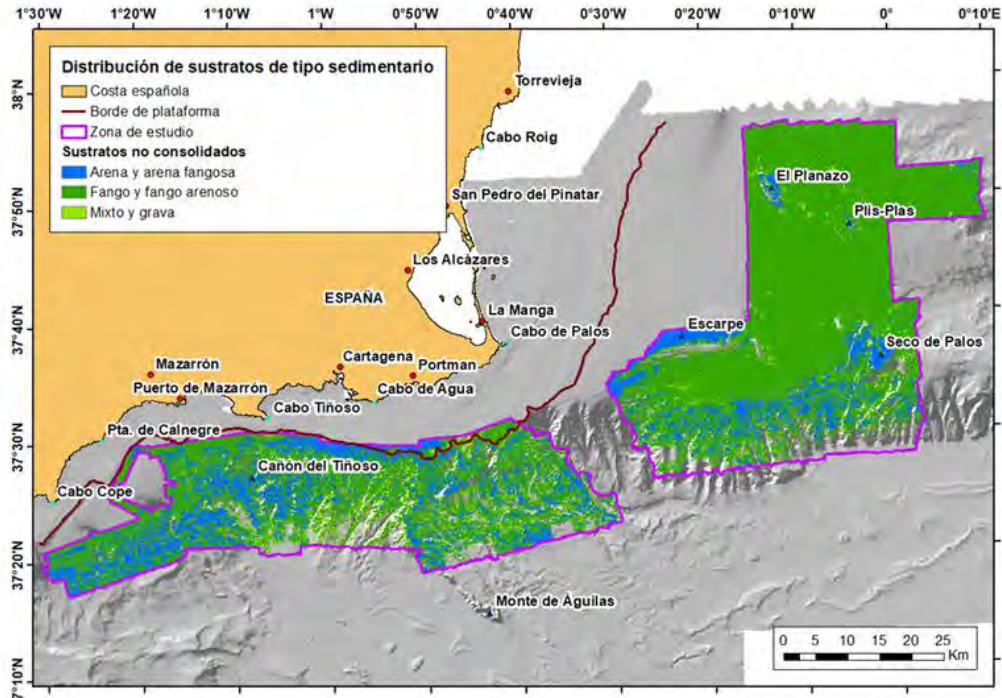 1°30'W 1°20'W 1°10'W 1°0'W 0°50'W 0°40'W 0°30'W 0°20'W 0°10'W 0° 0°10'E
Distribución de sustratos de tipo sedimentario
Costa española
Borde de plataforma
Zona de estudio
Sustratos no consolidados
Arena y arena fangosa
Fango y fango arenoso
Mixto y grava
38°N
37°50'N
37°40'N
37°30'N
37°20'N
37°10'N
Torrevieja
Cabo Roig
San Pedro del Pinatar
El Planazo
Plis-Plas
Los Alcázares
ESPAÑA
La Manga
Cabo de Palos
Escarpe
Seco de Palos
Mazarrón
Cartagena
Portman
Puerto de Mazarrón
Cabo de Agua
Cabo Tiñoso
Pta. de Calnegre
Cañón del Tiñoso
Cabo Cope
Monte de Águilas
0 5 10 15 20 25
Km